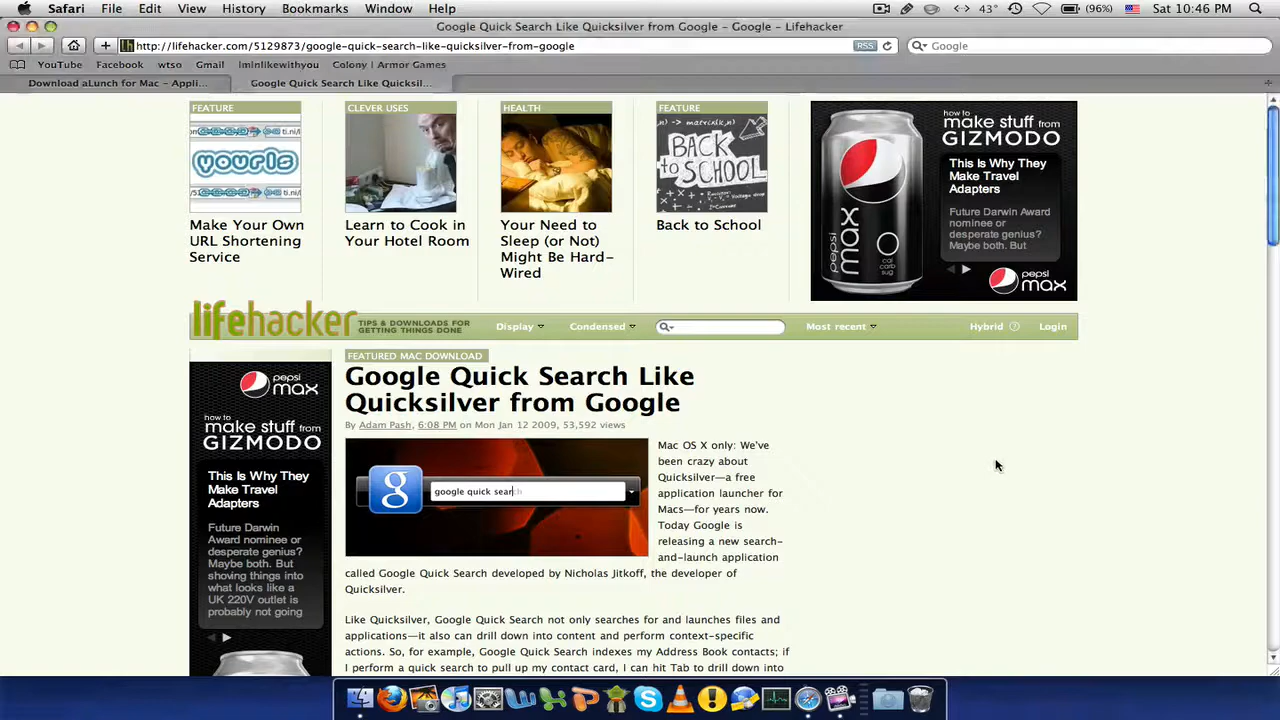 Safari File Edit View History Bookmarks Window Help 43° (96%) Sat 10:46 PM
Google Quick Search Like Quicksilver from Google - Google - Lifehacker
http://lifehacker.com/5129873/google-quick-search-like-quicksilver-from-google RSS Google
YouTube Facebook wtso Gmail iminlikewithyou Colony | Armor Games
Download aLunch for Mac – Appli... Google Quick Search Like Quicksil...
FEATURE
yourls
Make Your Own
URL Shortening
Service
CLEVER USES
Learn to Cook in
Your Hotel Room
HEALTH
Your Need to
Sleep (or Not)
Might Be Hard-
Wired
FEATURE
BACK
to SCHOOL
Back to School
pepsi max
how to
make stuff from
GIZMODO
This Is Why They
Make Travel
Adapters
Future Darwin Award
nominee or
desperate genius?
Maybe both. But
pepsi
max
lifehacker TIPS & DOWNLOADS FOR
GETTING THINGS DONE
Display Condensed Most recent Hybrid Login
pepsi
max
how to
make stuff from
GIZMODO
This Is Why They
Make Travel
Adapters
Future Darwin
Award nominee or
desperate genius?
Maybe both. But
shoving things into
what looks like a
UK 220V outlet is
probably not going
FEATURED MAC DOWNLOAD
Google Quick Search Like
Quicksilver from Google
By Adam Pash, 6:08 PM on Mon Jan 12 2009, 53,592 views
g google quick search
Mac OS X only: We've
been crazy about
Quicksilver—a free
application launcher for
Macs—for years now.
Today Google is
releasing a new search-
and-launch application
called Google Quick Search developed by Nicholas Jitkoff, the developer of
Quicksilver.
Like Quicksilver, Google Quick Search not only searches for and launches files and
applications—it also can drill down into content and perform context-specific
actions. So, for example, Google Quick Search indexes my Address Book contacts; if
I perform a quick search to pull up my contact card, I can hit Tab to drill down into